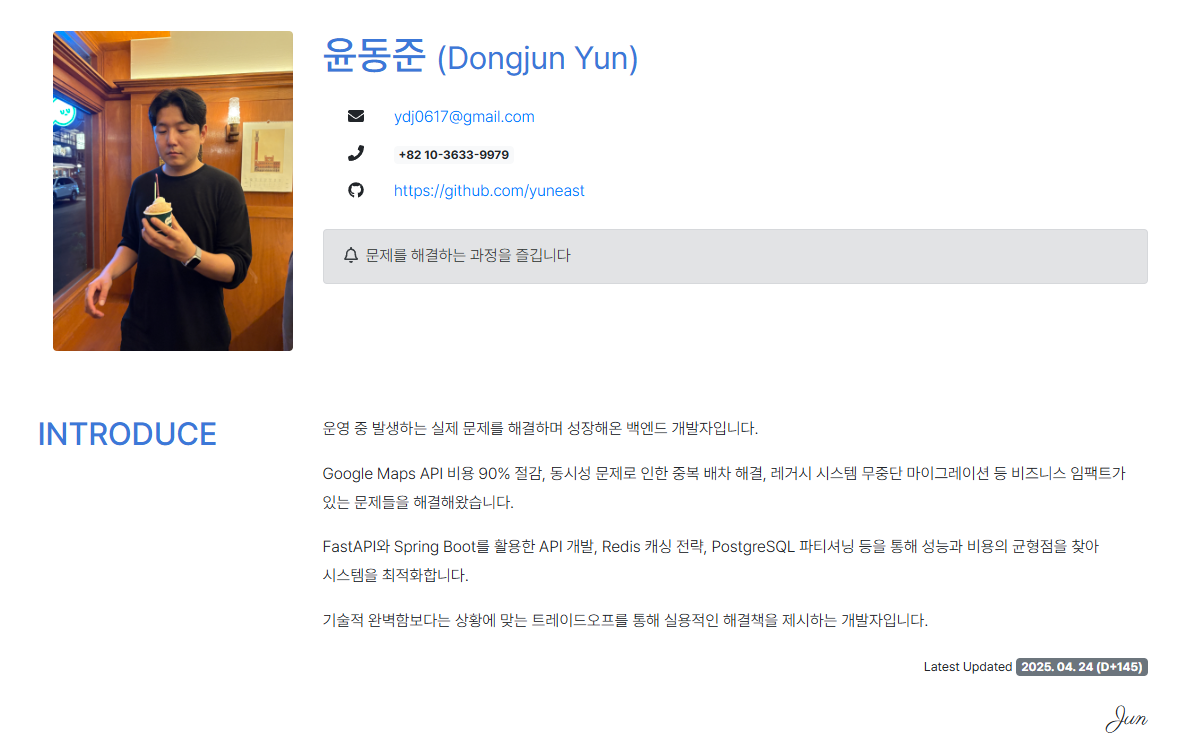 윤동준 (Dongjun Yun)
ydj0617@gmail.com
+82 10-3633-9979
https://github.com/yuneast
문제를 해결하는 과정을 즐깁니다
INTRODUCE
운영 중 발생하는 실제 문제를 해결하며 성장해온 백엔드 개발자입니다.
Google Maps API 비용 90% 절감, 동시성 문제로 인한 중복 배차 해결, 레거시 시스템 무중단 마이그레이션 등 비즈니스 임팩트가
있는 문제들을 해결해왔습니다.
FastAPI와 Spring Boot를 활용한 API 개발, Redis 캐싱 전략, PostgreSQL 파티셔닝 등을 통해 성능과 비용의 균형점을 찾아
시스템을 최적화합니다.
기술적 완벽함보다는 상황에 맞는 트레이드오프를 통해 실용적인 해결책을 제시하는 개발자입니다.
Latest Updated 2025. 04. 24 (D+145)
Jun